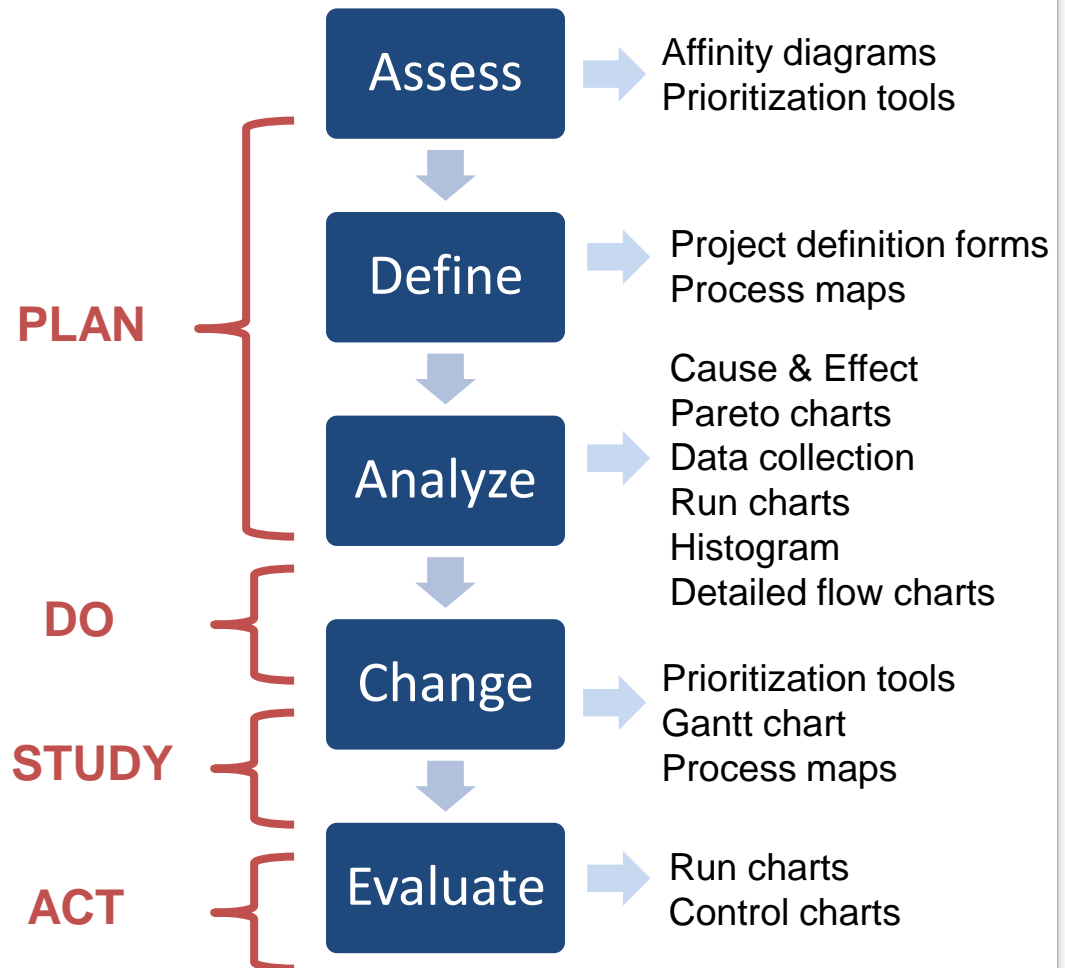 Assess
Affinity diagrams
Prioritization tools
PLAN
Define
Project definition forms
Process maps
Analyze
Cause & Effect
Pareto charts
Data collection
Run charts
Histogram
Detailed flow charts
DO
Change
Prioritization tools
Gantt chart
Process maps
STUDY
Evaluate
Run charts
Control charts
ACT